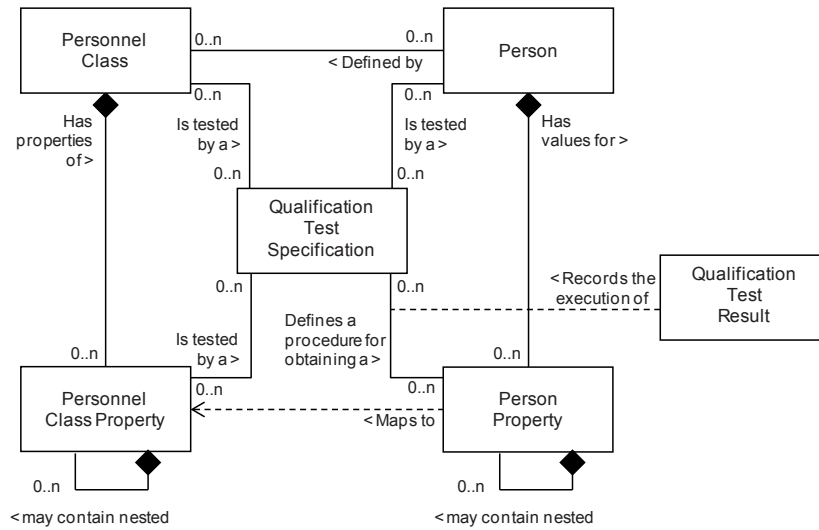 Personnel
Class
0..n
0..n
Person
< Defined by
0..n
0..n
Has
properties
of >
Is tested
by a >
Is tested
by a >
Has
values for >
0..n
0..n
Qualification
Test
Specification
< Records the
execution of
Qualification
Test
Result
0..n
0..n
Is tested
by a >
Defines a
procedure for
obtaining a >
0..n
0..n
0..n
0..n
Personnel
Class Property
< Maps to
Person
Property
0..n
0..n
< may contain nested
< may contain nested